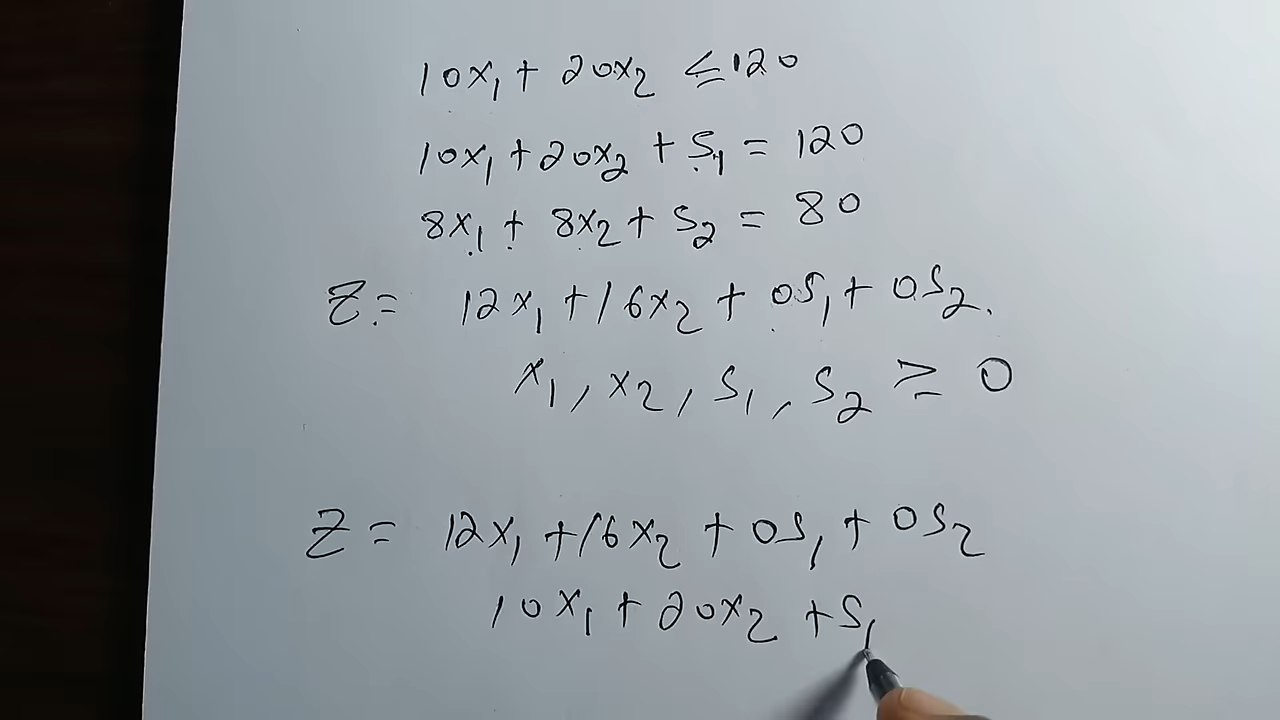 10x₁ + 20x₂ ≤ 120
10x₁ + 20x₂ + S₁ = 120
8x₁ + 8x₂ + S₂ = 80
Z = 12x₁ + 16x₂ + 0S₁ + 0S₂.
x₁, x₂, S₁, S₂ ≥ 0
Z = 12x₁ + 16x₂ + 0S₁ + 0S₂
10x₁ + 20x₂ + S₁